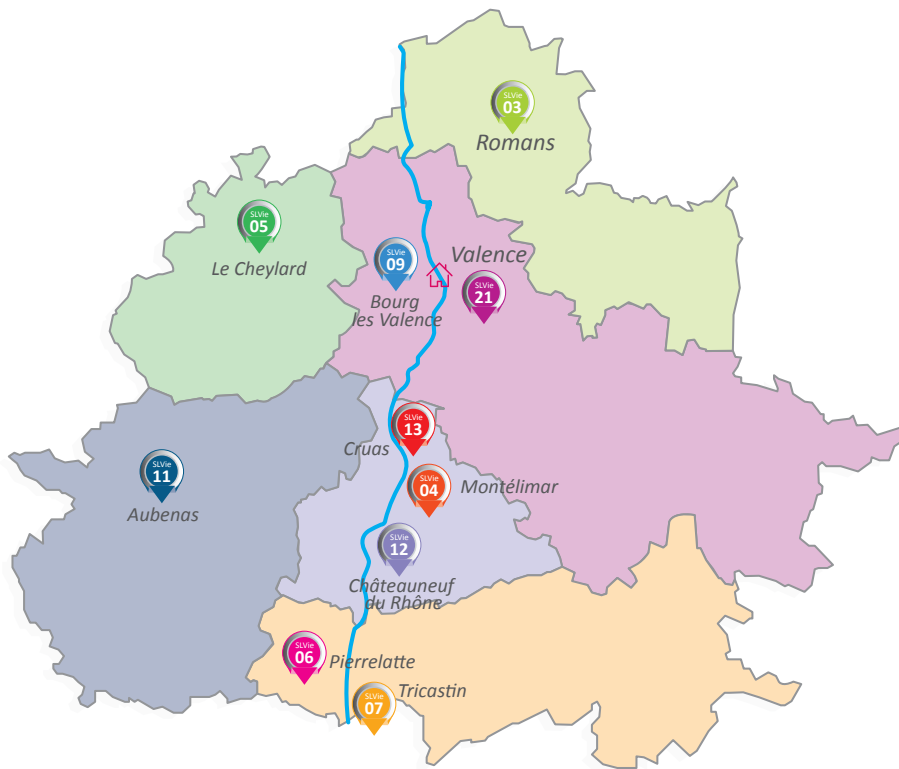 SLVie
03
Romans
SLVie
05
Le Cheylard
SLVie
09
Bourg
les Valence
Valence
SLVie
21
SLVie
13
Cruas
SLVie
04
Montélimar
SLVie
11
Aubenas
SLVie
12
Châteauneuf
du Rhône
SLVie
06
Pierrelatte
SLVie
07
Tricastin